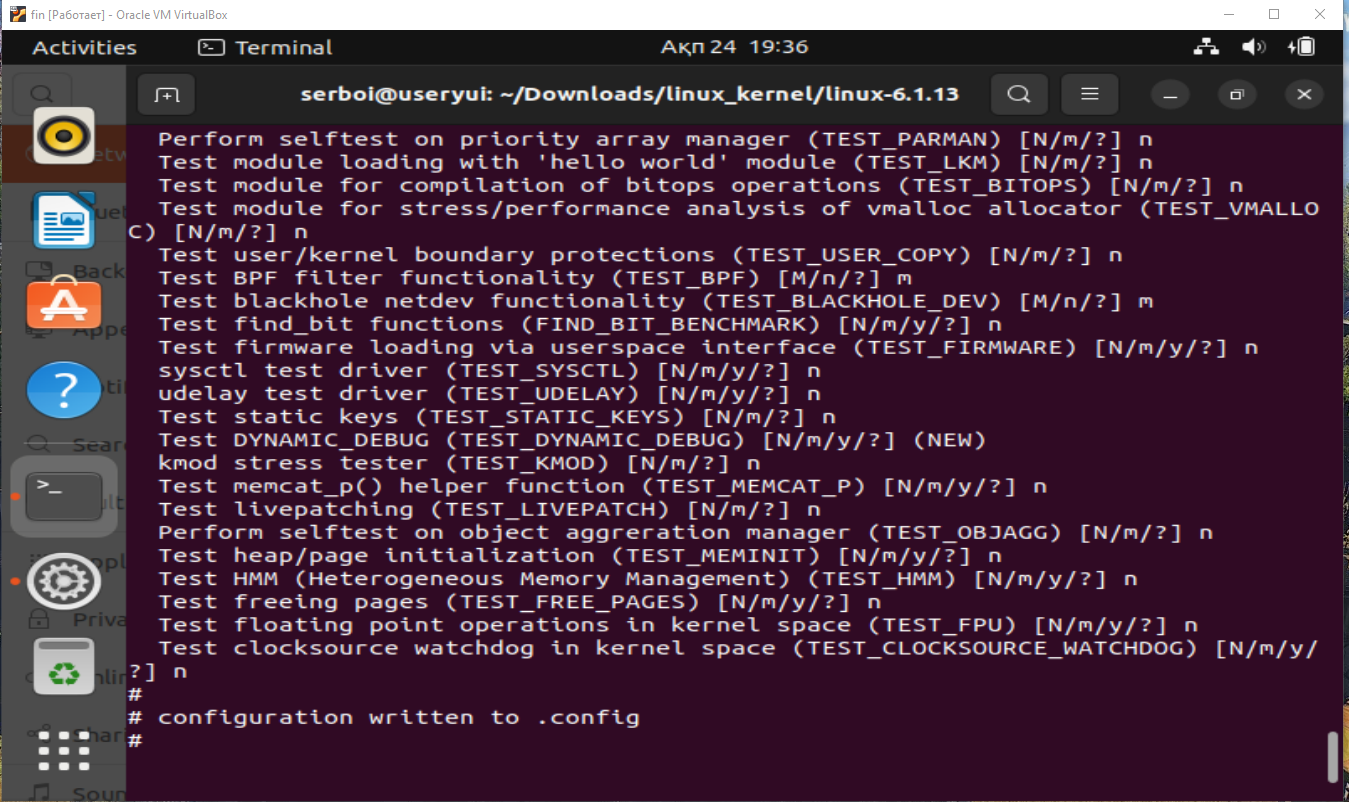 fin [Работает] - Oracle VM VirtualBox
Activities
Terminal
Ақп 24 19:36
serboi@useryui: ~/Downloads/linux_kernel/linux-6.1.13
Perform selftest on priority array manager (TEST_PARMAN) [N/m/?] n
Test module loading with 'hello world' module (TEST_LKM) [N/m/?] n
Test module for compilation of bitops operations (TEST_BITOPS) [N/m/?] n
Test module for stress/performance analysis of vmalloc allocator (TEST_VMALLO
C) [N/m/?] n
Test user/kernel boundary protections (TEST_USER_COPY) [N/m/?] n
Test BPF filter functionality (TEST_BPF) [M/n/?] m
Test blackhole netdev functionality (TEST_BLACKHOLE_DEV) [M/n/?] m
Test find_bit functions (FIND_BIT_BENCHMARK) [N/m/y/?] n
Test firmware loading via userspace interface (TEST_FIRMWARE) [N/m/y/?] n
sysctl test driver (TEST_SYSCTL) [N/m/y/?] n
udelay test driver (TEST_UDELAY) [N/m/y/?] n
Test static keys (TEST_STATIC_KEYS) [N/m/?] n
Test DYNAMIC_DEBUG (TEST_DYNAMIC_DEBUG) [N/m/y/?] (NEW)
kmod stress tester (TEST_KMOD) [N/m/?] n
Test memcat_p() helper function (TEST_MEMCAT_P) [N/m/y/?] n
Test livepatching (TEST_LIVEPATCH) [N/m/?] n
Perform selftest on object aggreration manager (TEST_OBJAGG) [N/m/y/?] n
Test heap/page initialization (TEST_MEMINIT) [N/m/y/?] n
Test HMM (Heterogeneous Memory Management) (TEST_HMM) [N/m/y/?] n
Test freeing pages (TEST_FREE_PAGES) [N/m/y/?] n
Test floating point operations in kernel space (TEST_FPU) [N/m/y/?] n
Test clocksource watchdog in kernel space (TEST_CLOCKSOURCE_WATCHDOG) [N/m/y/
?] n
#
# configuration written to .config
#